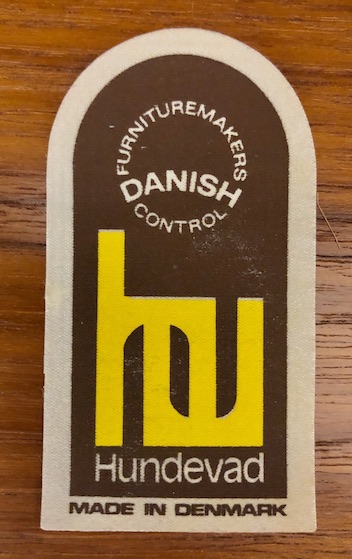 FURNITUREMAKERS
DANISH
CONTROL
hu
Hundevad
MADE IN DENMARK